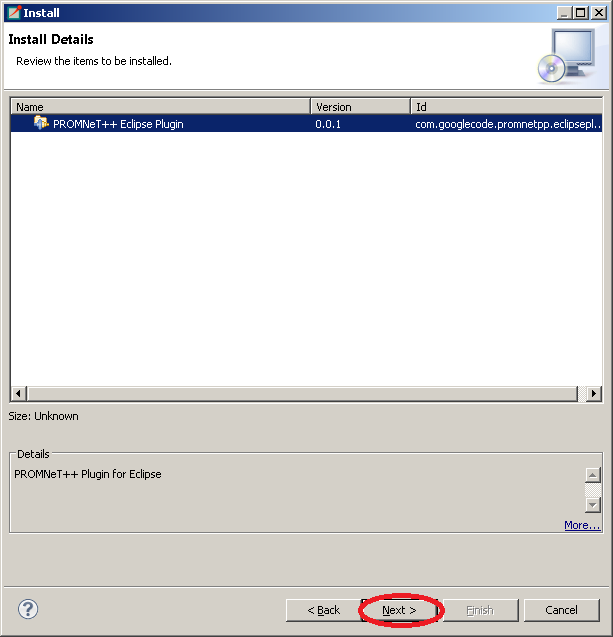 Install
Install Details
Review the items to be installed.
Name Version Id
PROMNeT++ Eclipse Plugin 0.0.1 com.googlecode.promnetpp.eclipsepl...
Size: Unknown
Details
PROMNeT++ Plugin for Eclipse
More...
? < Back Next > Finish Cancel